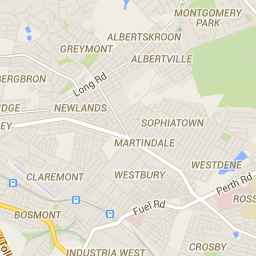 MONTGOMERY
PARK
ALBERTSKROON
GREYMONT
ALBERTVILLE
BERGBRON
Long Rd
NEWLANDS
SOPHIATOWN
MARTINDALE
WESTDENE
CLAREMONT
WESTBURY
Perth Rd
BOSMONT
Fuel Rd
CROSBY
INDUSTRIA WEST